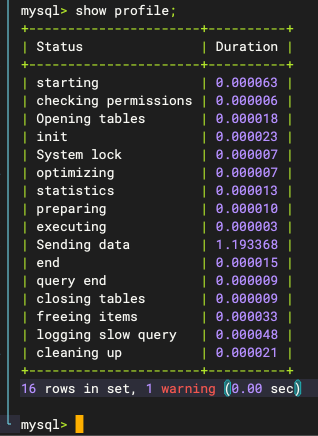 mysql> show profile;
+----------------------+----------+
| Status               | Duration |
+----------------------+----------+
| starting             | 0.000063 |
| checking permissions | 0.000006 |
| Opening tables       | 0.000018 |
| init                 | 0.000023 |
| System lock          | 0.000007 |
| optimizing           | 0.000007 |
| statistics           | 0.000013 |
| preparing            | 0.000010 |
| executing            | 0.000003 |
| Sending data         | 1.193368 |
| end                  | 0.000015 |
| query end            | 0.000009 |
| closing tables       | 0.000009 |
| freeing items        | 0.000033 |
| logging slow query   | 0.000048 |
| cleaning up          | 0.000021 |
+----------------------+----------+
16 rows in set, 1 warning (0.00 sec)
mysql>